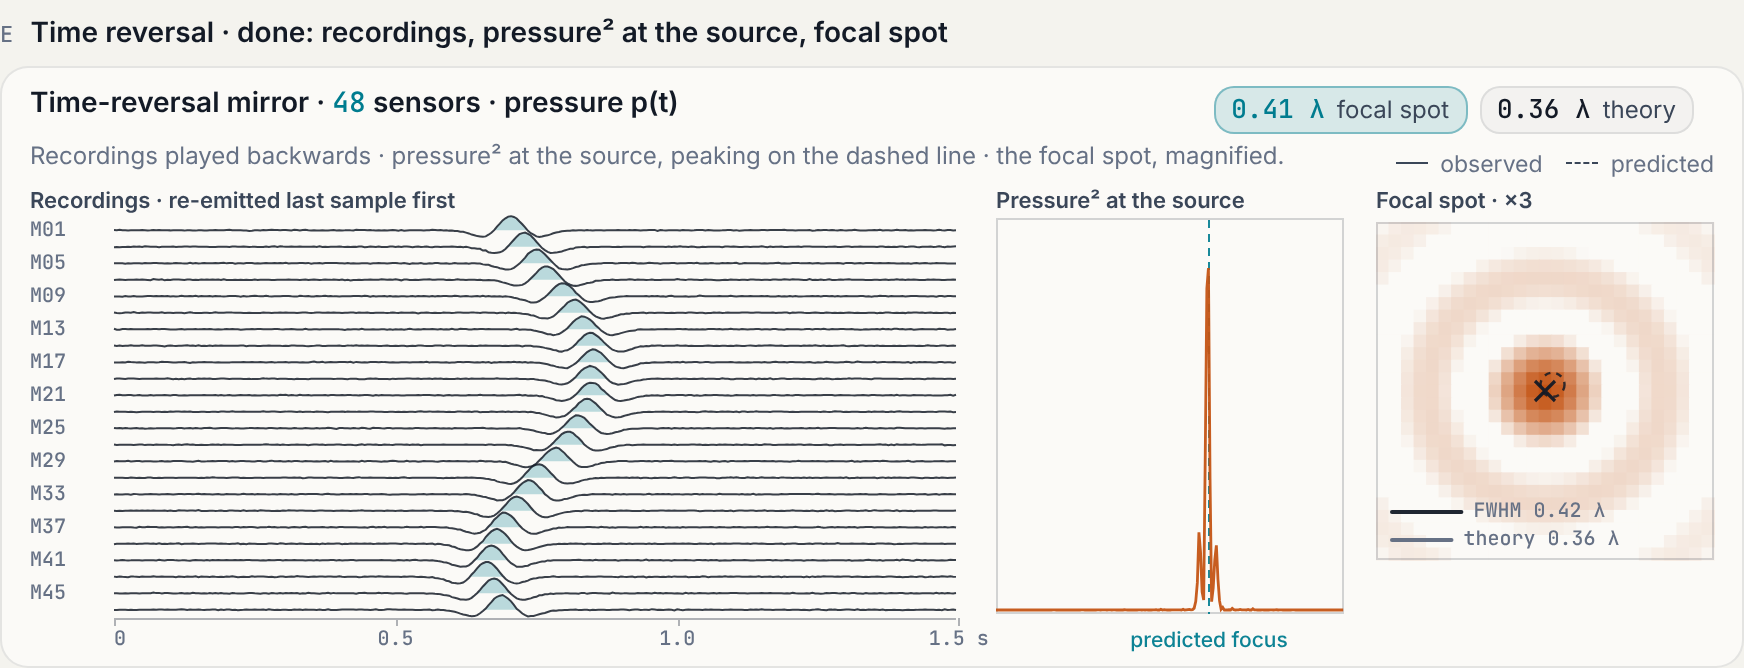 E Time reversal · done: recordings, pressure² at the source, focal spot
Time-reversal mirror · 48 sensors · pressure p(t)
0.41 λ focal spot
0.36 λ theory
Recordings played backwards · pressure² at the source, peaking on the dashed line · the focal spot, magnified.
observed
predicted
Recordings · re-emitted last sample first
M01
M05
M09
M13
M17
M21
M25
M29
M33
M37
M41
M45
0 0.5 1.0 1.5 s
Pressure² at the source
predicted focus
Focal spot · ×3
FWHM 0.42 λ
theory 0.36 λ